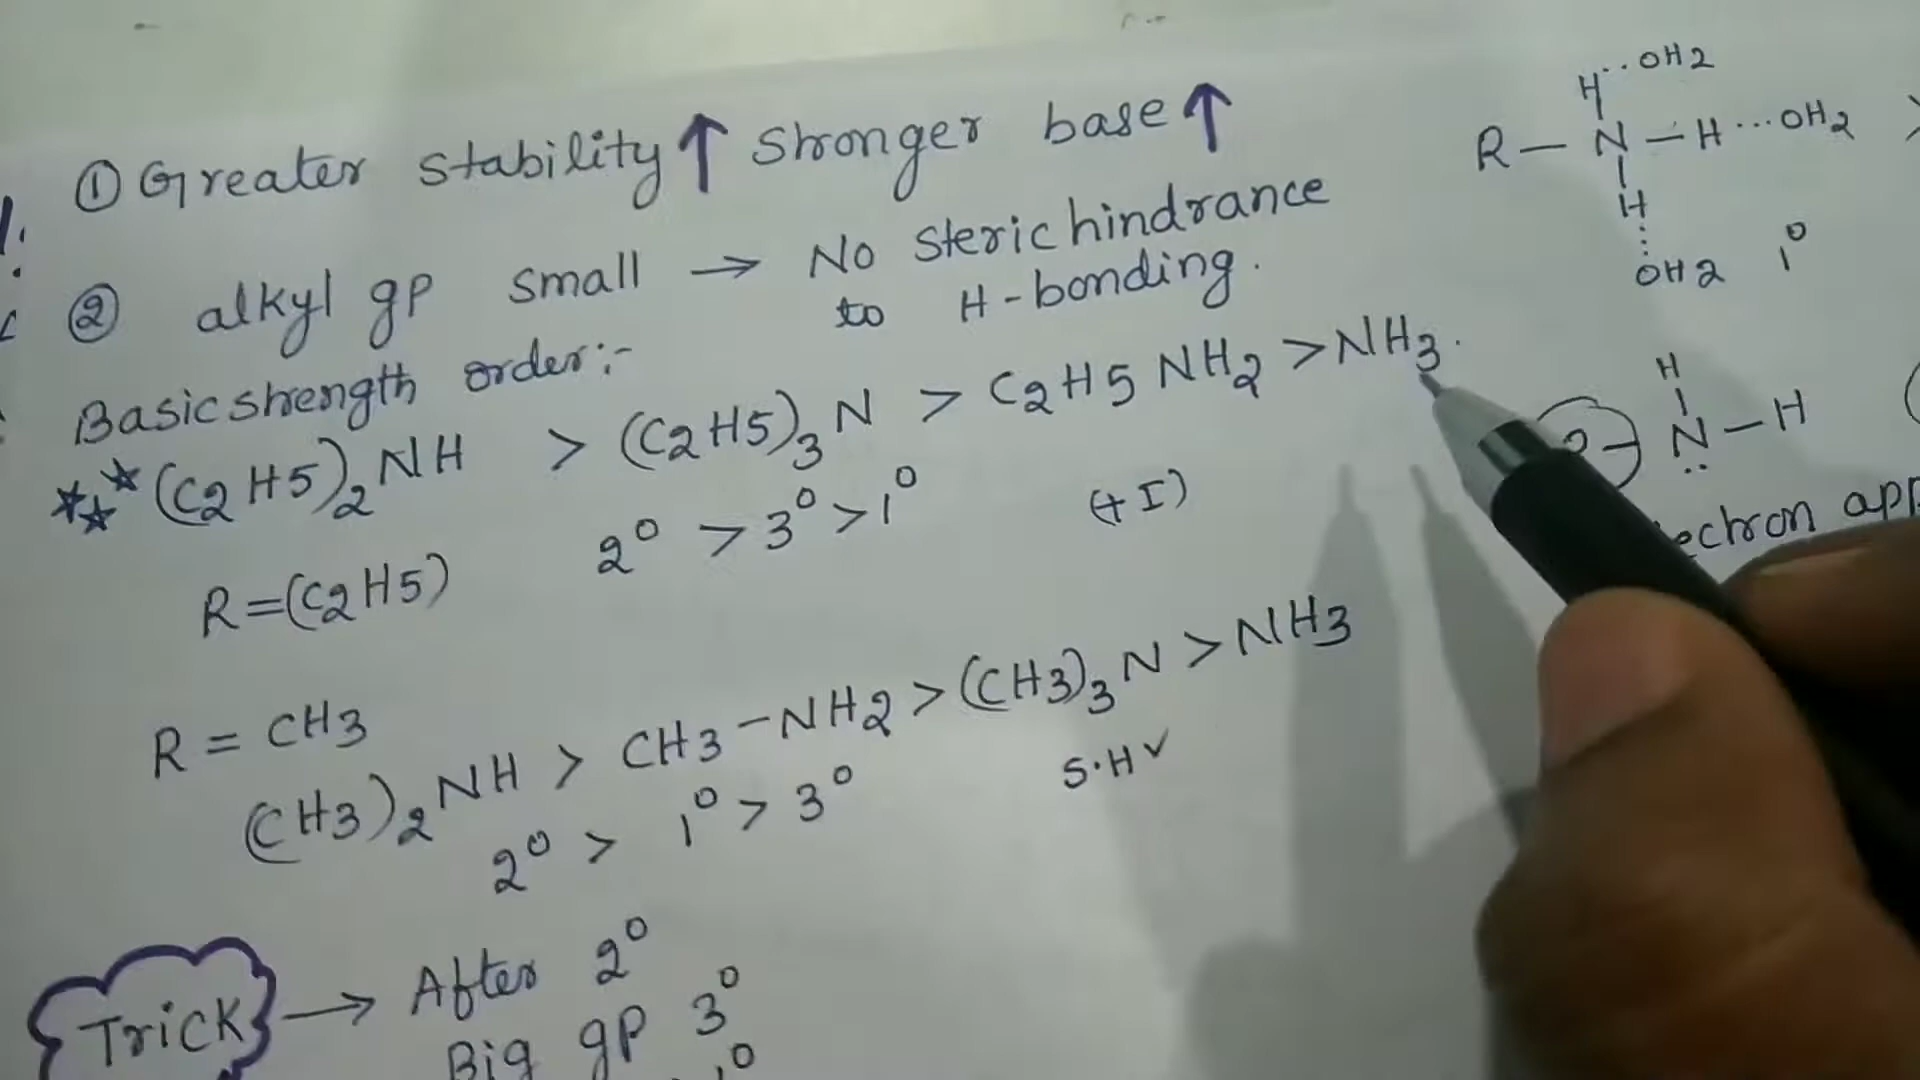 ① Greater stability ↑ stronger base ↑
② alkyl gp small → No steric hindrance
to H-bonding.
Basic strength order:-
(C2H5)2NH > (C2H5)3N > C2H5NH2 > NH3.
R=(C2H5) 2° > 3° > 1° (+I)
R = CH3
(CH3)2NH > CH3-NH2 > (CH3)3N > NH3
2° > 1° > 3° S.H✓
Trick → After 2°
Big gp 3°
1°
H···OH2
R—N—H···OH2 >
H
OH2 1°
H
N—H